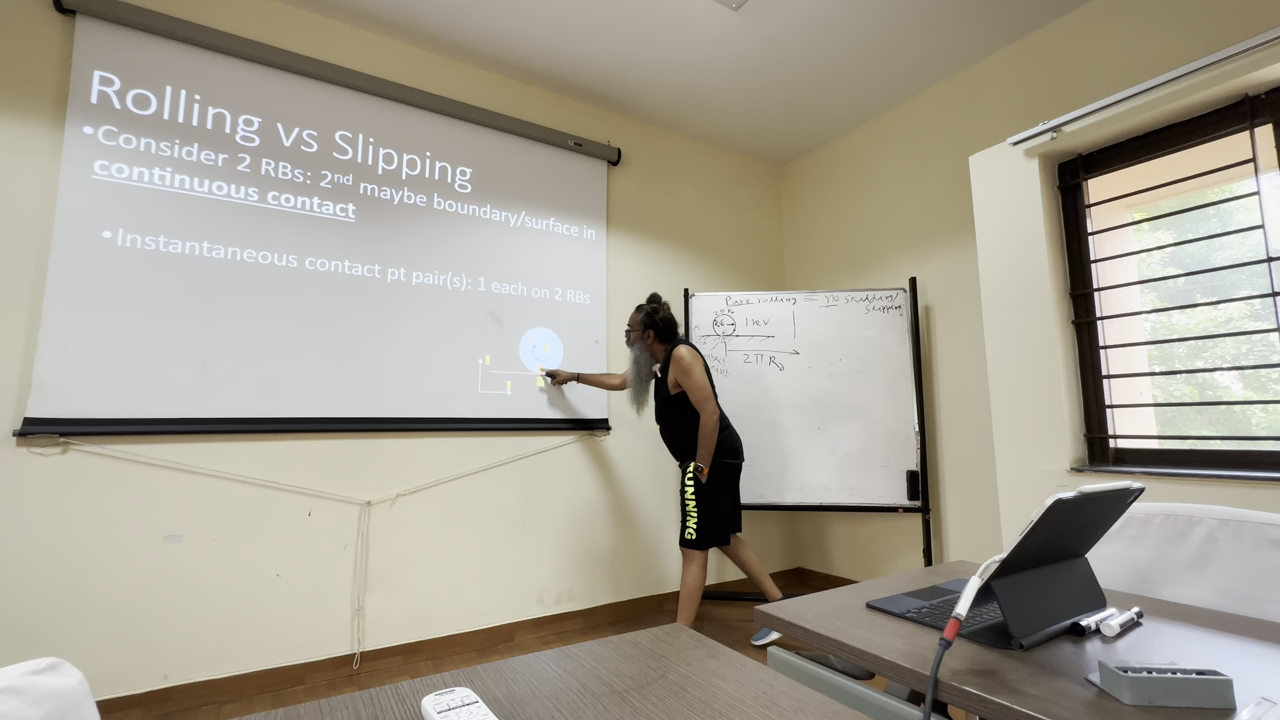 Rolling vs Slipping
•Consider 2 RBs: 2nd maybe boundary/surface in
continuous contact
•Instantaneous contact pt pair(s): 1 each on 2 RBs
Pure rolling ≡ no skidding/
slipping
1 rev
2π R
RUNNING